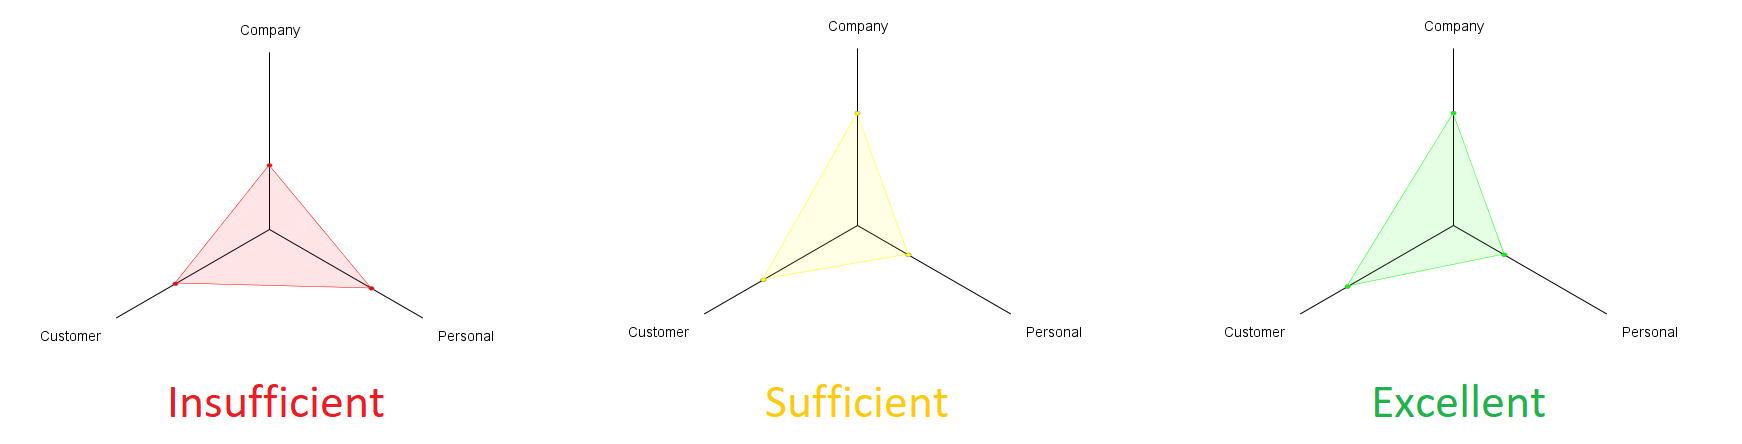 Company
Customer
Personal
Insufficient
Company
Customer
Personal
Sufficient
Company
Customer
Personal
Excellent